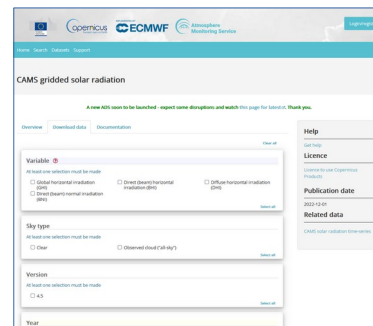 Copernicus
ECMWF
Atmosphere
Monitoring Service
Home Search Datasets Support
CAMS gridded solar radiation
A new ADS soon to be launched - expect some disruptions and watch this page for latest. Thank you.
Overview Download data Documentation
Clear all
Variable
At least one selection must be made
Global horizontal irradiation (GHI)
Direct (beam) horizontal irradiation (BHI)
Diffuse horizontal irradiation (DHI)
Direct (beam) normal irradiation (BNI)
Select all
Sky type
At least one selection must be made
Clear
Observed cloud ("all-sky")
Select all
Version
At least one selection must be made
4.5
Select all
Year
Help
Get help
Licence
Licence to use Copernicus Products
Publication date
2022-12-01
Related data
CAMS solar radiation time-series